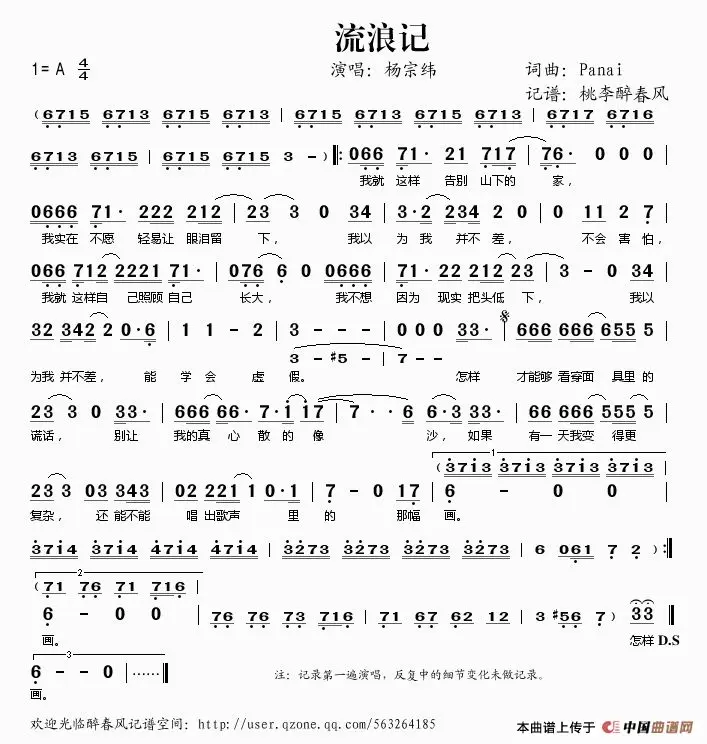 流浪记
1= A 4/4 演唱：杨宗纬 词曲：Panai
记谱：桃李醉春风
（6715 6713 6715 6713 | 6715 6713 6715 6713 | 6717 6716
6713 6715 | 6715 6715 3 - ）‖: 066 71· 21 717 | 76· 0 0 0 |
我就 这样 告别 山下的 家，
0666 71· 222 212 | 23 3 0 34 | 3·2 234 2 0 | 0 11 2 7 |
我实在 不愿 轻易让 眼泪留 下， 我以 为我 并不差， 不会 害 怕，
066 712 2221 71· | 076 6 0 0666 | 71· 22 212 23 | 3 - 0 34 |
我就 这样自 己照顾 自己 长大， 我不想 因为 现实 把头低 下， 我以
32 342 2 0·6 | 1 1 - 2 | 3 - - - | 0 0 0 33· | 666 666 655 5 |
3 - #5 - | 7 - -
为我 并不差， 能 学 会 虚 假。 怎样 才能够 看穿面 具里的
23 3 0 33· | 666 66· 7·1 17 | 7 · · 6 6·3 33· | 66 666 555 5 |
谎话， 别让 我的真 心 散 的 像 沙， 如果 有一 天我变 得更
（3713 3713 3713 3713 |
1
23 3 03 343 | 02 221 1 0·1 | 7 - 0 17 | 6 - 0 0 |
复杂， 还 能不能 唱 出歌声 里 的 那幅 画。
3714 3714 4714 4714 | 3273 3273 3273 3273 | 6 061 7 2 ）:‖
2
（71 76 71 716 |
6 - 0 0 | 76 76 73 716 | 71 67 62 12 | 3 #56 7 ） 33 ‖
画。 怎样 D.S
3
6 - - 0 |……‖
画。
注：记录第一遍演唱，反复中的细节变化未做记录。
欢迎光临醉春风记谱空间：http://user.qzone.qq.com/563264185
本曲谱上传于 中国曲谱网